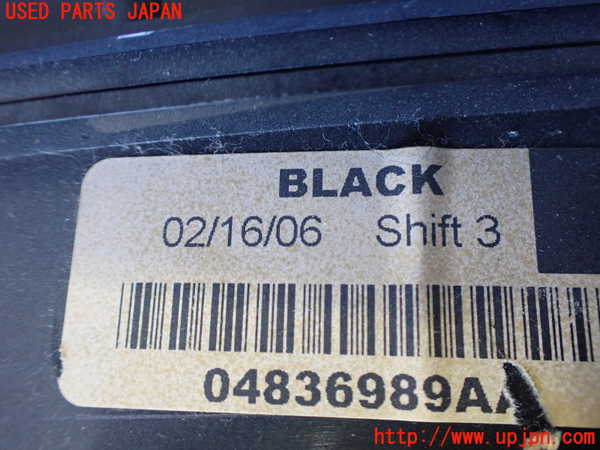 USED PARTS JAPAN
BLACK
02/16/06 Shift 3
04836989AA
http://www.upjpn.com